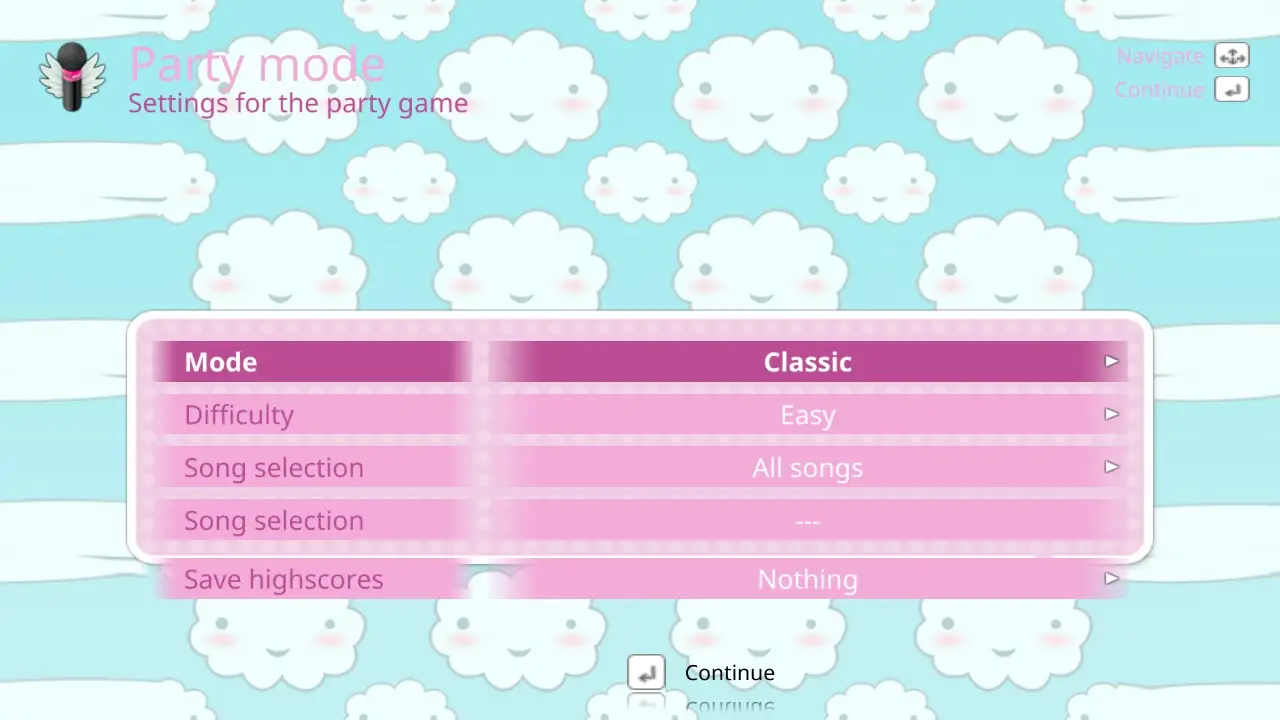 Party mode
Settings for the party game
Navigate
Continue
Mode Classic
Difficulty Easy
Song selection All songs
Song selection ---
Save highscores Nothing
Continue